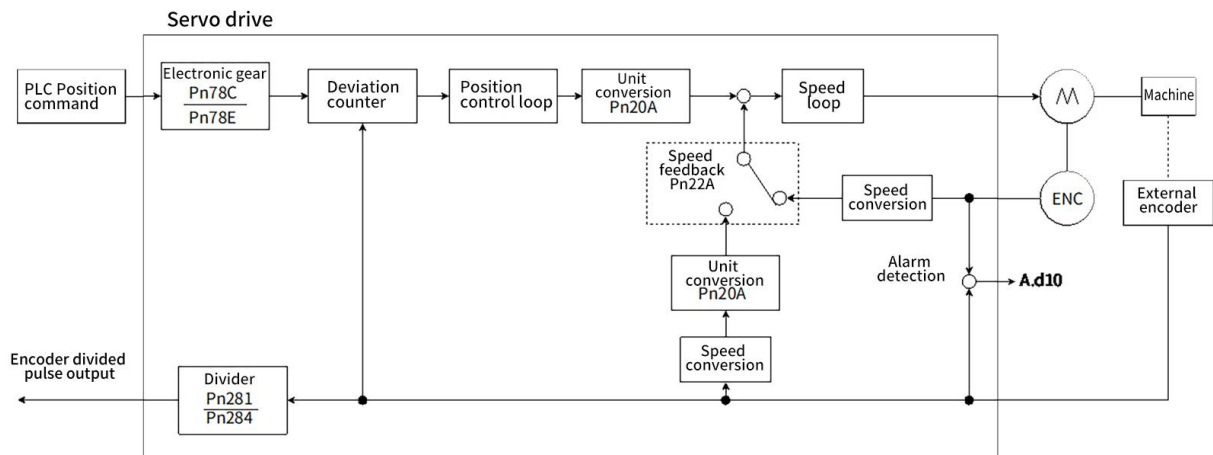 Servo drive
PLC Position
command
Electronic gear
Pn78C
Pn78E
Deviation
counter
Position
control loop
Unit
conversion
Pn20A
Speed
loop
Machine
Speed
feedback
Pn22A
Speed
conversion
ENC
External
encoder
Unit
conversion
Pn20A
Alarm
detection
A.d10
Speed
conversion
Encoder divided
pulse output
Divider
Pn281
Pn284